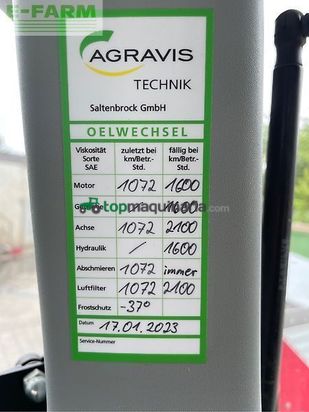 E-FARM
AGRAVIS
TECHNIK
Saltenbrock GmbH
OELWECHSEL
Viskosität Sorte SAE
zuletzt bei km/Betr.-Std.
fällig bei km/Betr.-Std.
Motor 1072 1600
topmaquinaria.com
Achse 1072 2100
Hydraulik / 1600
Abschmieren 1072 immer
Luftfilter 1072 2100
Frostschutz -37°
Datum 17.01.2023
Service-Nummer